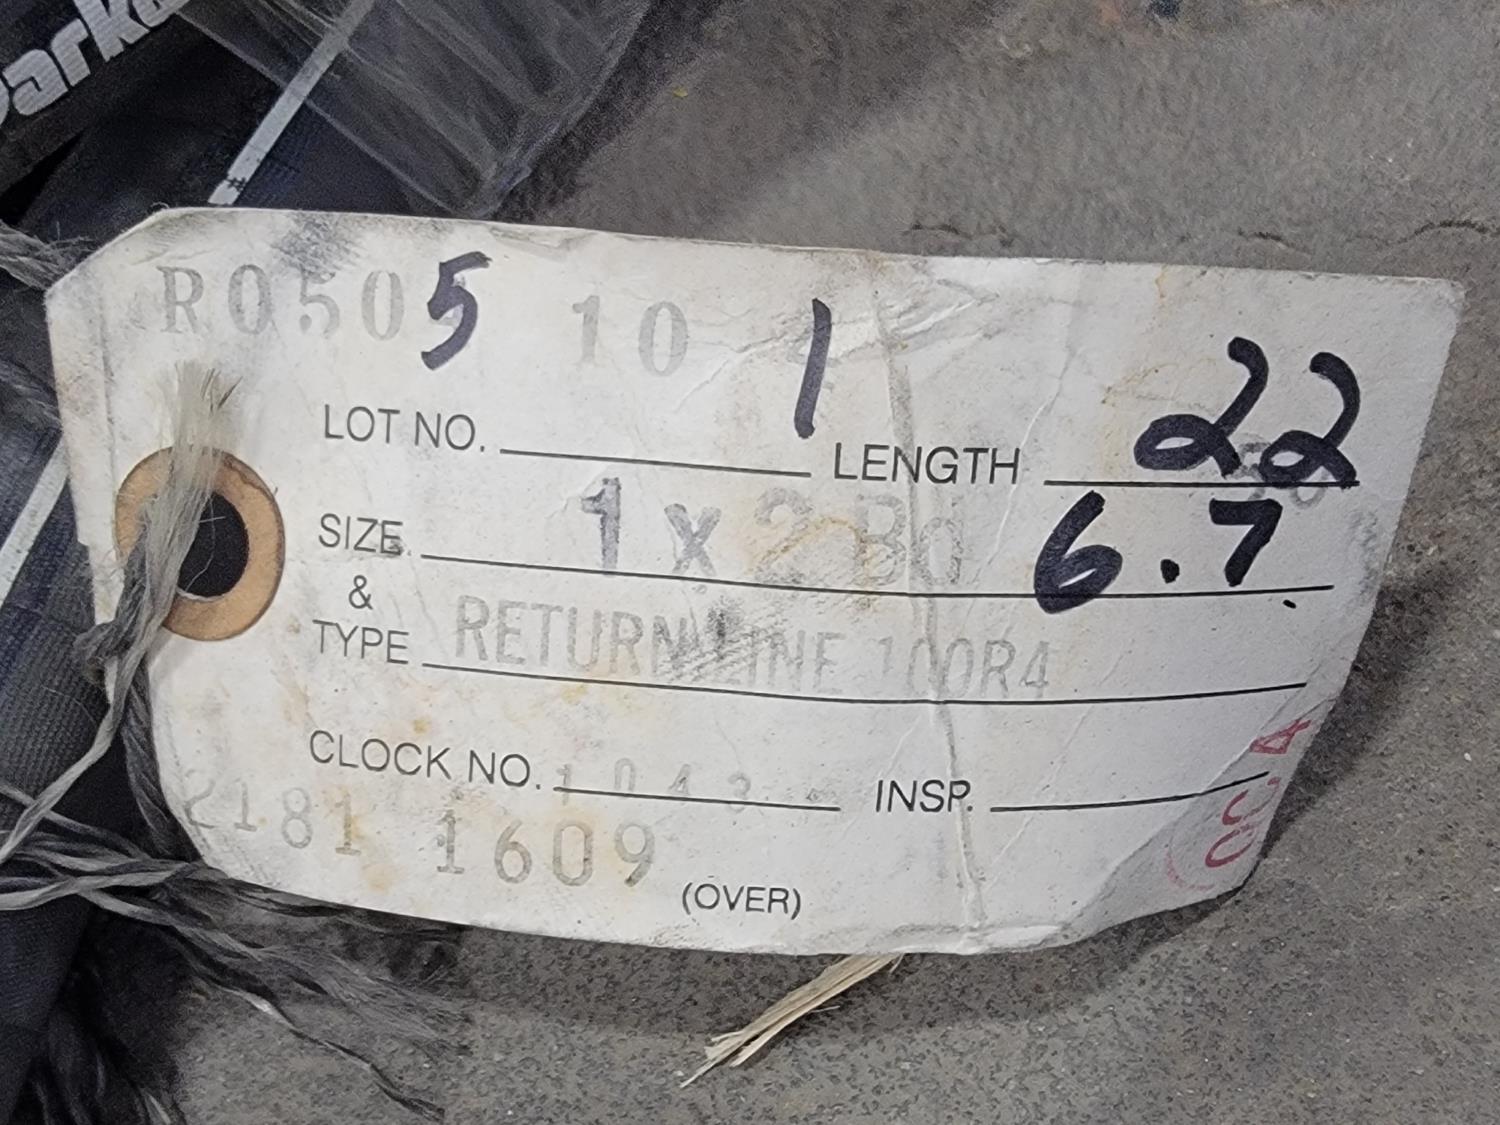 Parke
R0505 10 1
LOT NO. LENGTH 22
SIZE 1 x 2 Bd 6.7
&
TYPE RETURN LINE 100R4
CLOCK NO. 1043 INSP.
2181 1609
(OVER)